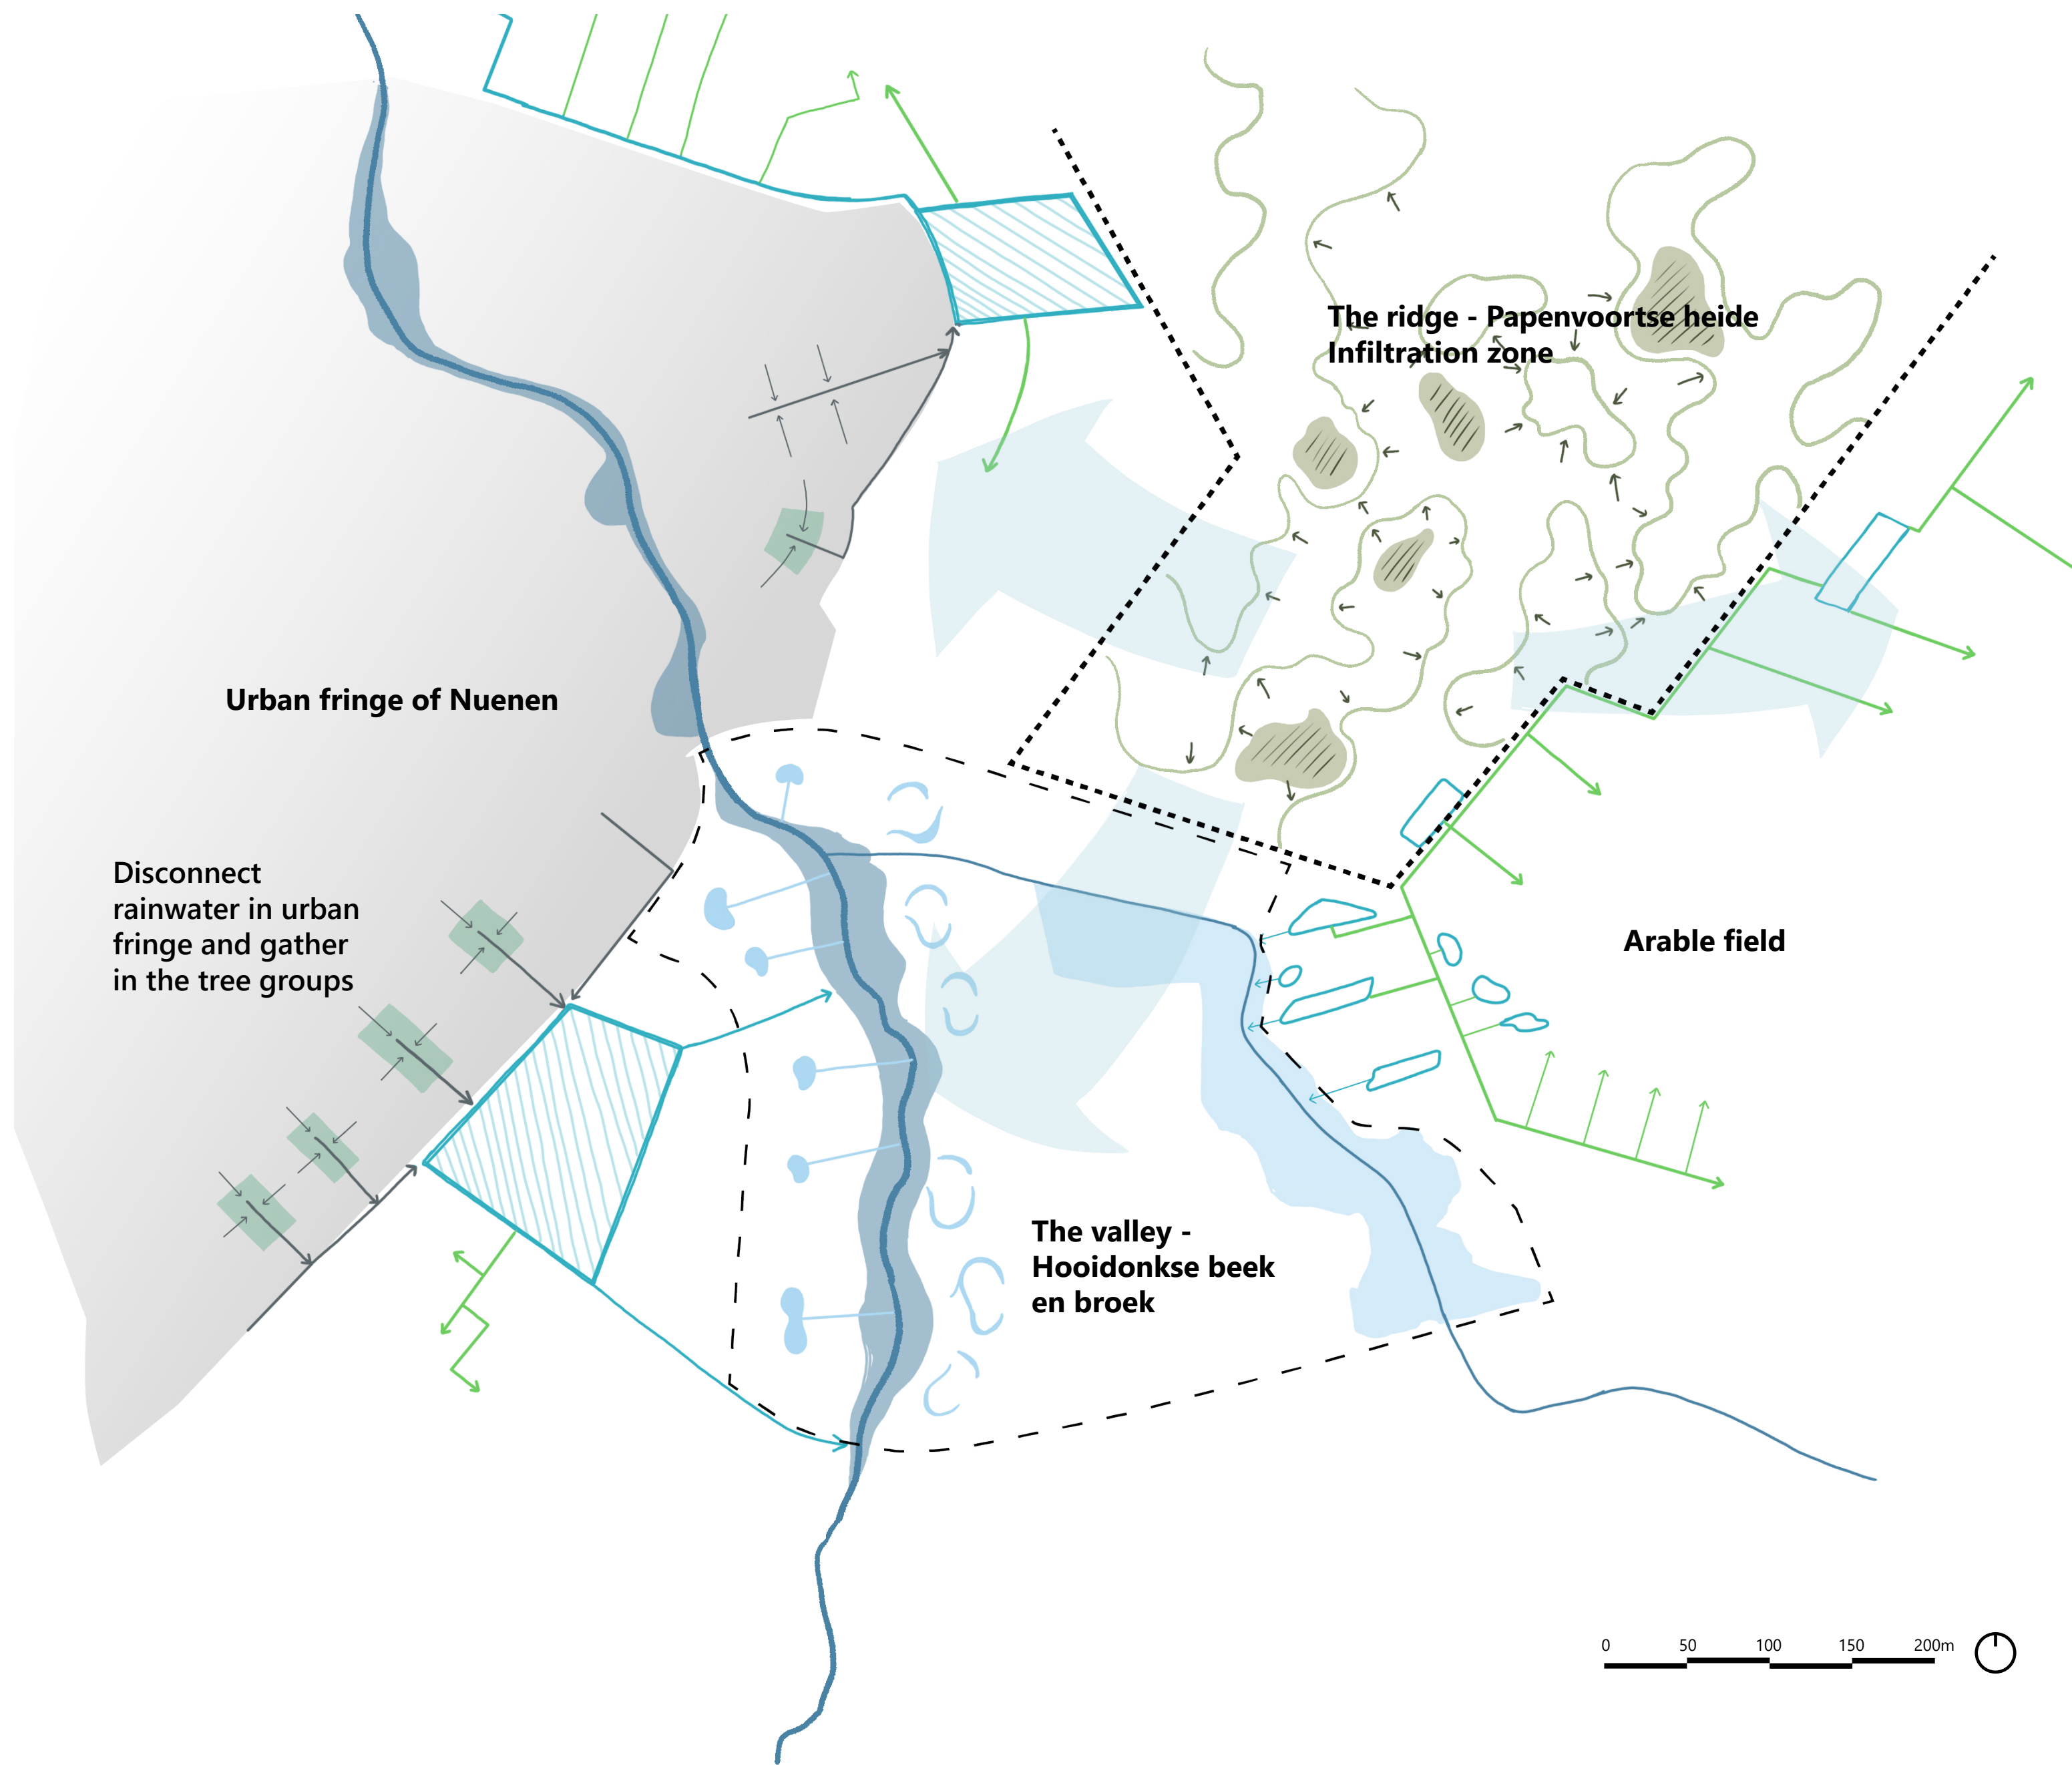 The ridge - Papenvoortse heide
Infiltration zone
Urban fringe of Nuenen
Disconnect
rainwater in urban
fringe and gather
in the tree groups
Arable field
The valley -
Hooidonkse beek
en broek
0 50 100 150 200m